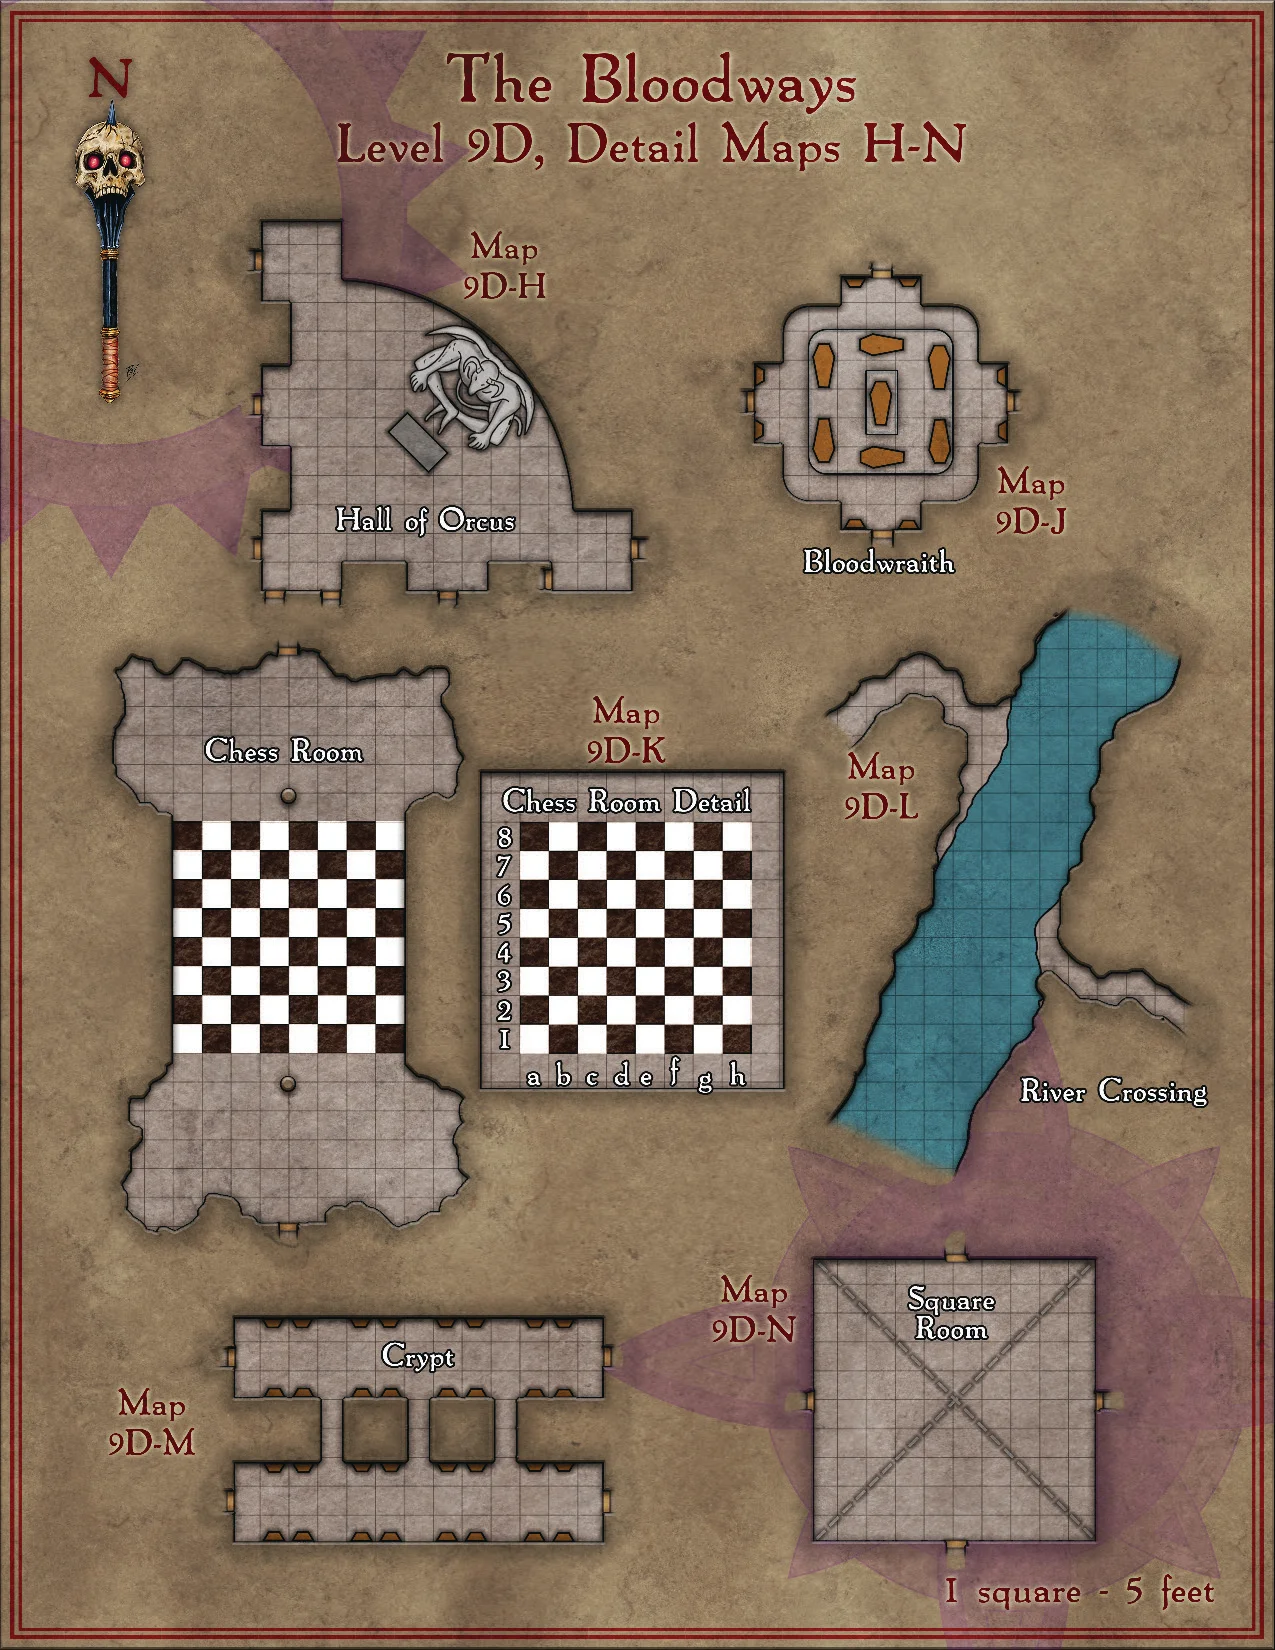 N
The Bloodways
Level 9D, Detail Maps H-N
Map
9D-H
Hall of Orcus
Map
9D-J
Bloodwraith
Chess Room
Map
9D-K
Chess Room Detail
8
7
6
5
4
3
2
1
a b c d e f g h
Map
9D-L
River Crossing
Crypt
Map
9D-M
Map
9D-N
Square
Room
1 square - 5 feet